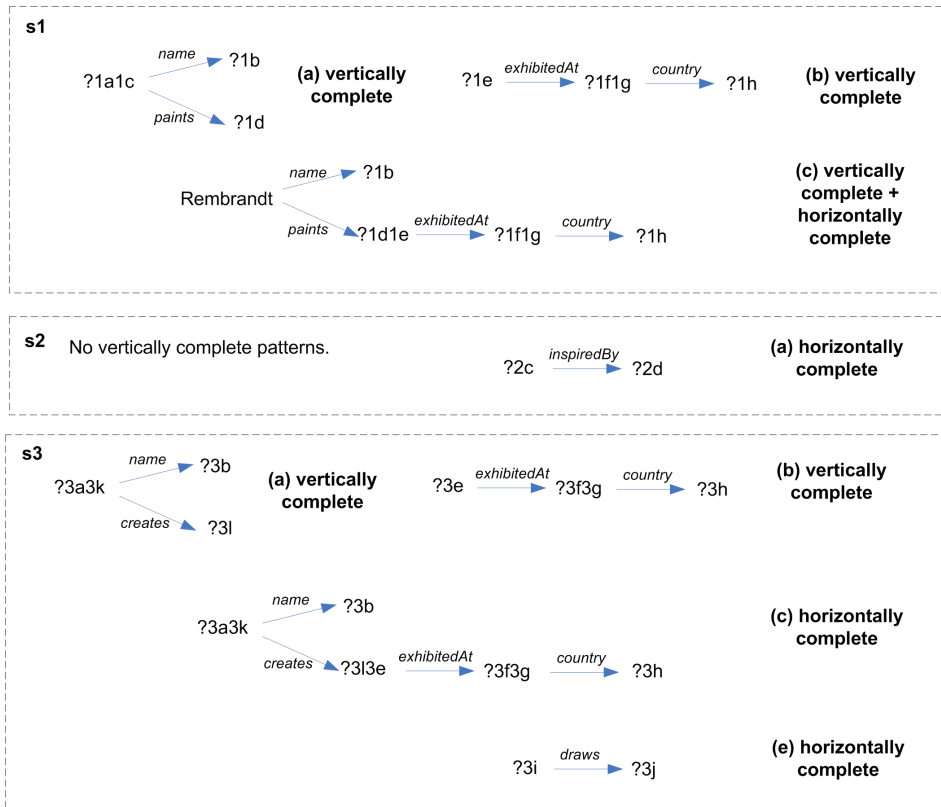 s1
name
?1b
?1a1c
paints
?1d
(a) vertically
complete
?1e
exhibitedAt
?1f1g
country
?1h
(b) vertically
complete
Rembrandt
name
?1b
paints
?1d1e
exhibitedAt
?1f1g
country
?1h
(c) vertically
complete +
horizontally
complete
s2
No vertically complete patterns.
?2c
inspiredBy
?2d
(a) horizontally
complete
s3
name
?3b
?3a3k
creates
?3l
(a) vertically
complete
?3e
exhibitedAt
?3f3g
country
?3h
(b) vertically
complete
name
?3b
?3a3k
creates
?3l3e
exhibitedAt
?3f3g
country
?3h
(c) horizontally
complete
?3i
draws
?3j
(e) horizontally
complete